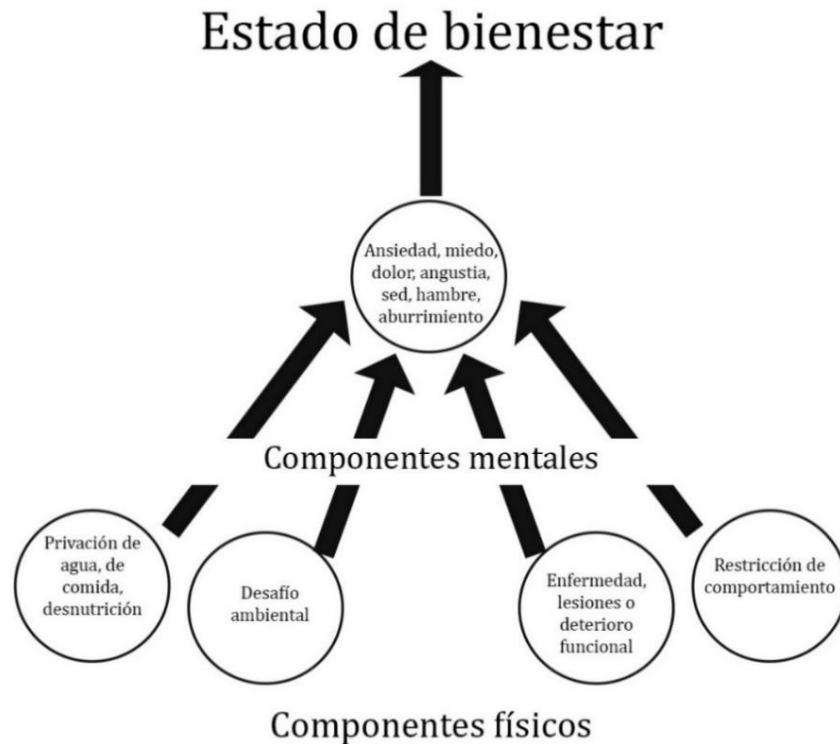 Estado de bienestar
Ansiedad, miedo,
dolor, angustia,
sed, hambre,
aburrimiento
Componentes mentales
Privación de
agua, de
comida,
desnutrición
Desafío
ambiental
Enfermedad,
lesiones o
deterioro
funcional
Restricción de
comportamiento
Componentes físicos